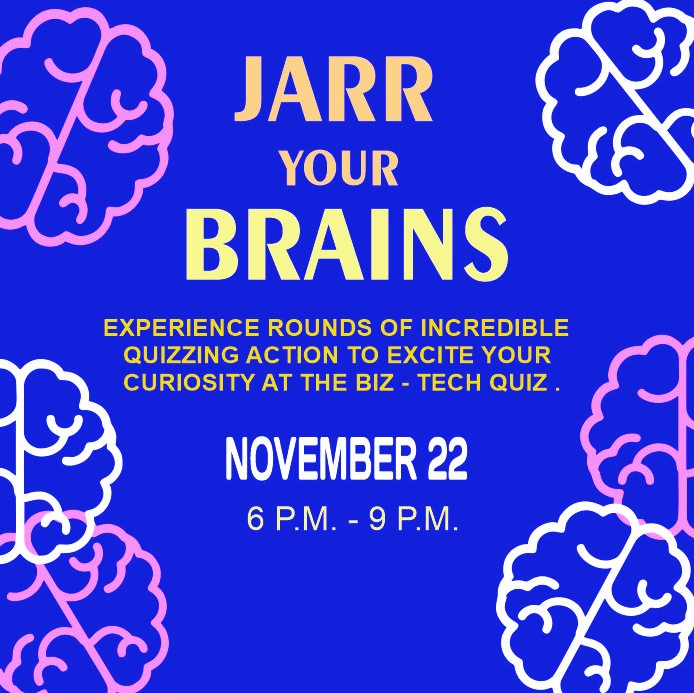 JARR
YOUR
BRAINS
EXPERIENCE ROUNDS OF INCREDIBLE
QUIZZING ACTION TO EXCITE YOUR
CURIOSITY AT THE BIZ - TECH QUIZ .
NOVEMBER 22
6 P.M. - 9 P.M.